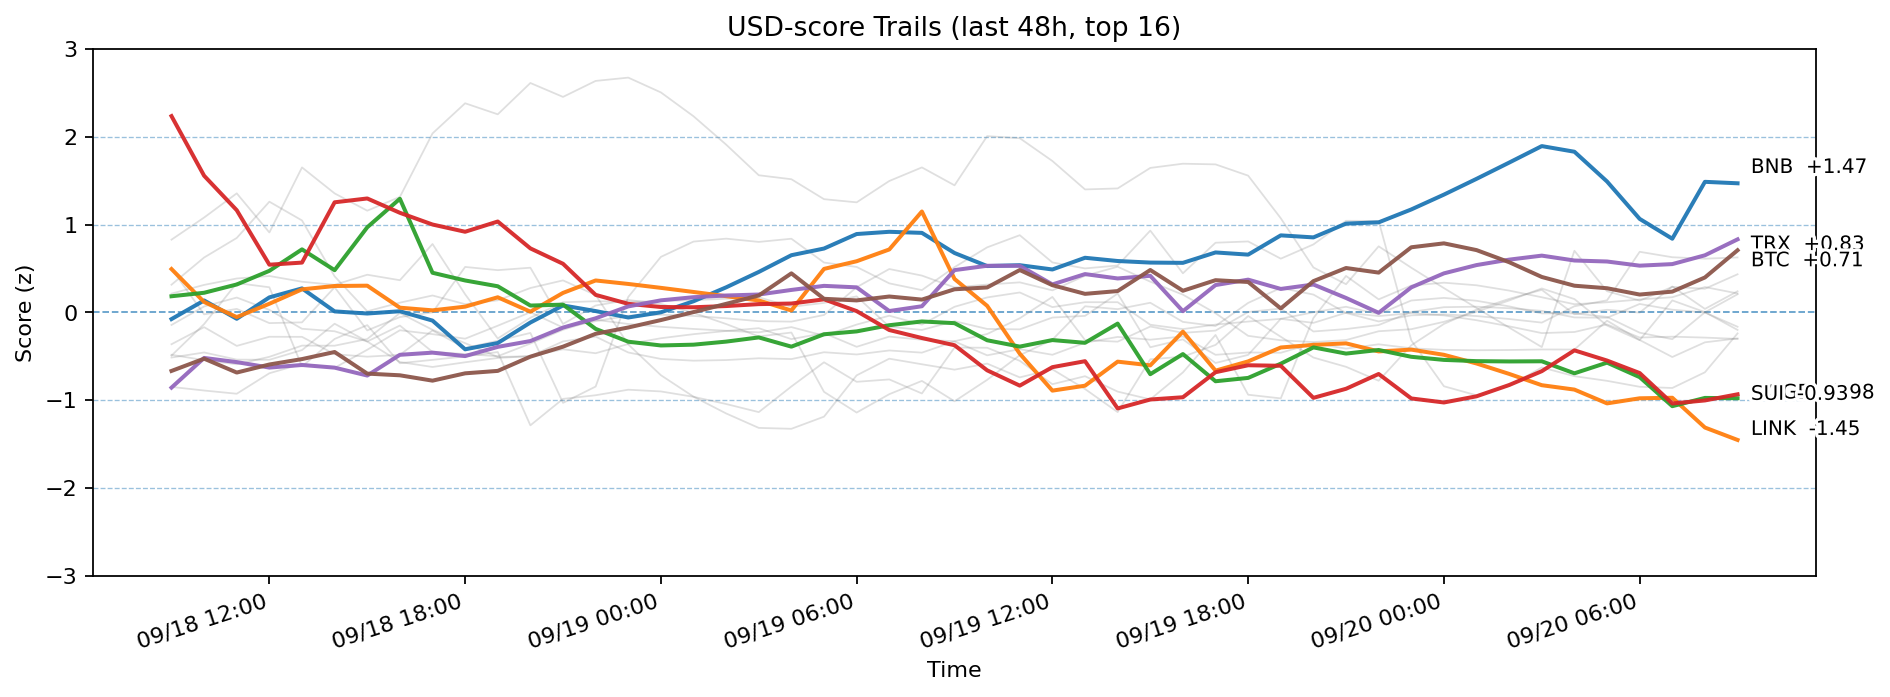 USD-score Trails (last 48h, top 16)
Score (z)
3
2
1
0
−1
−2
−3
BNB +1.47
TRX +0.83
BTC +0.71
LINK -1.45
09/18 12:00
09/18 18:00
09/19 00:00
09/19 06:00
09/19 12:00
09/19 18:00
09/20 00:00
09/20 06:00
Time